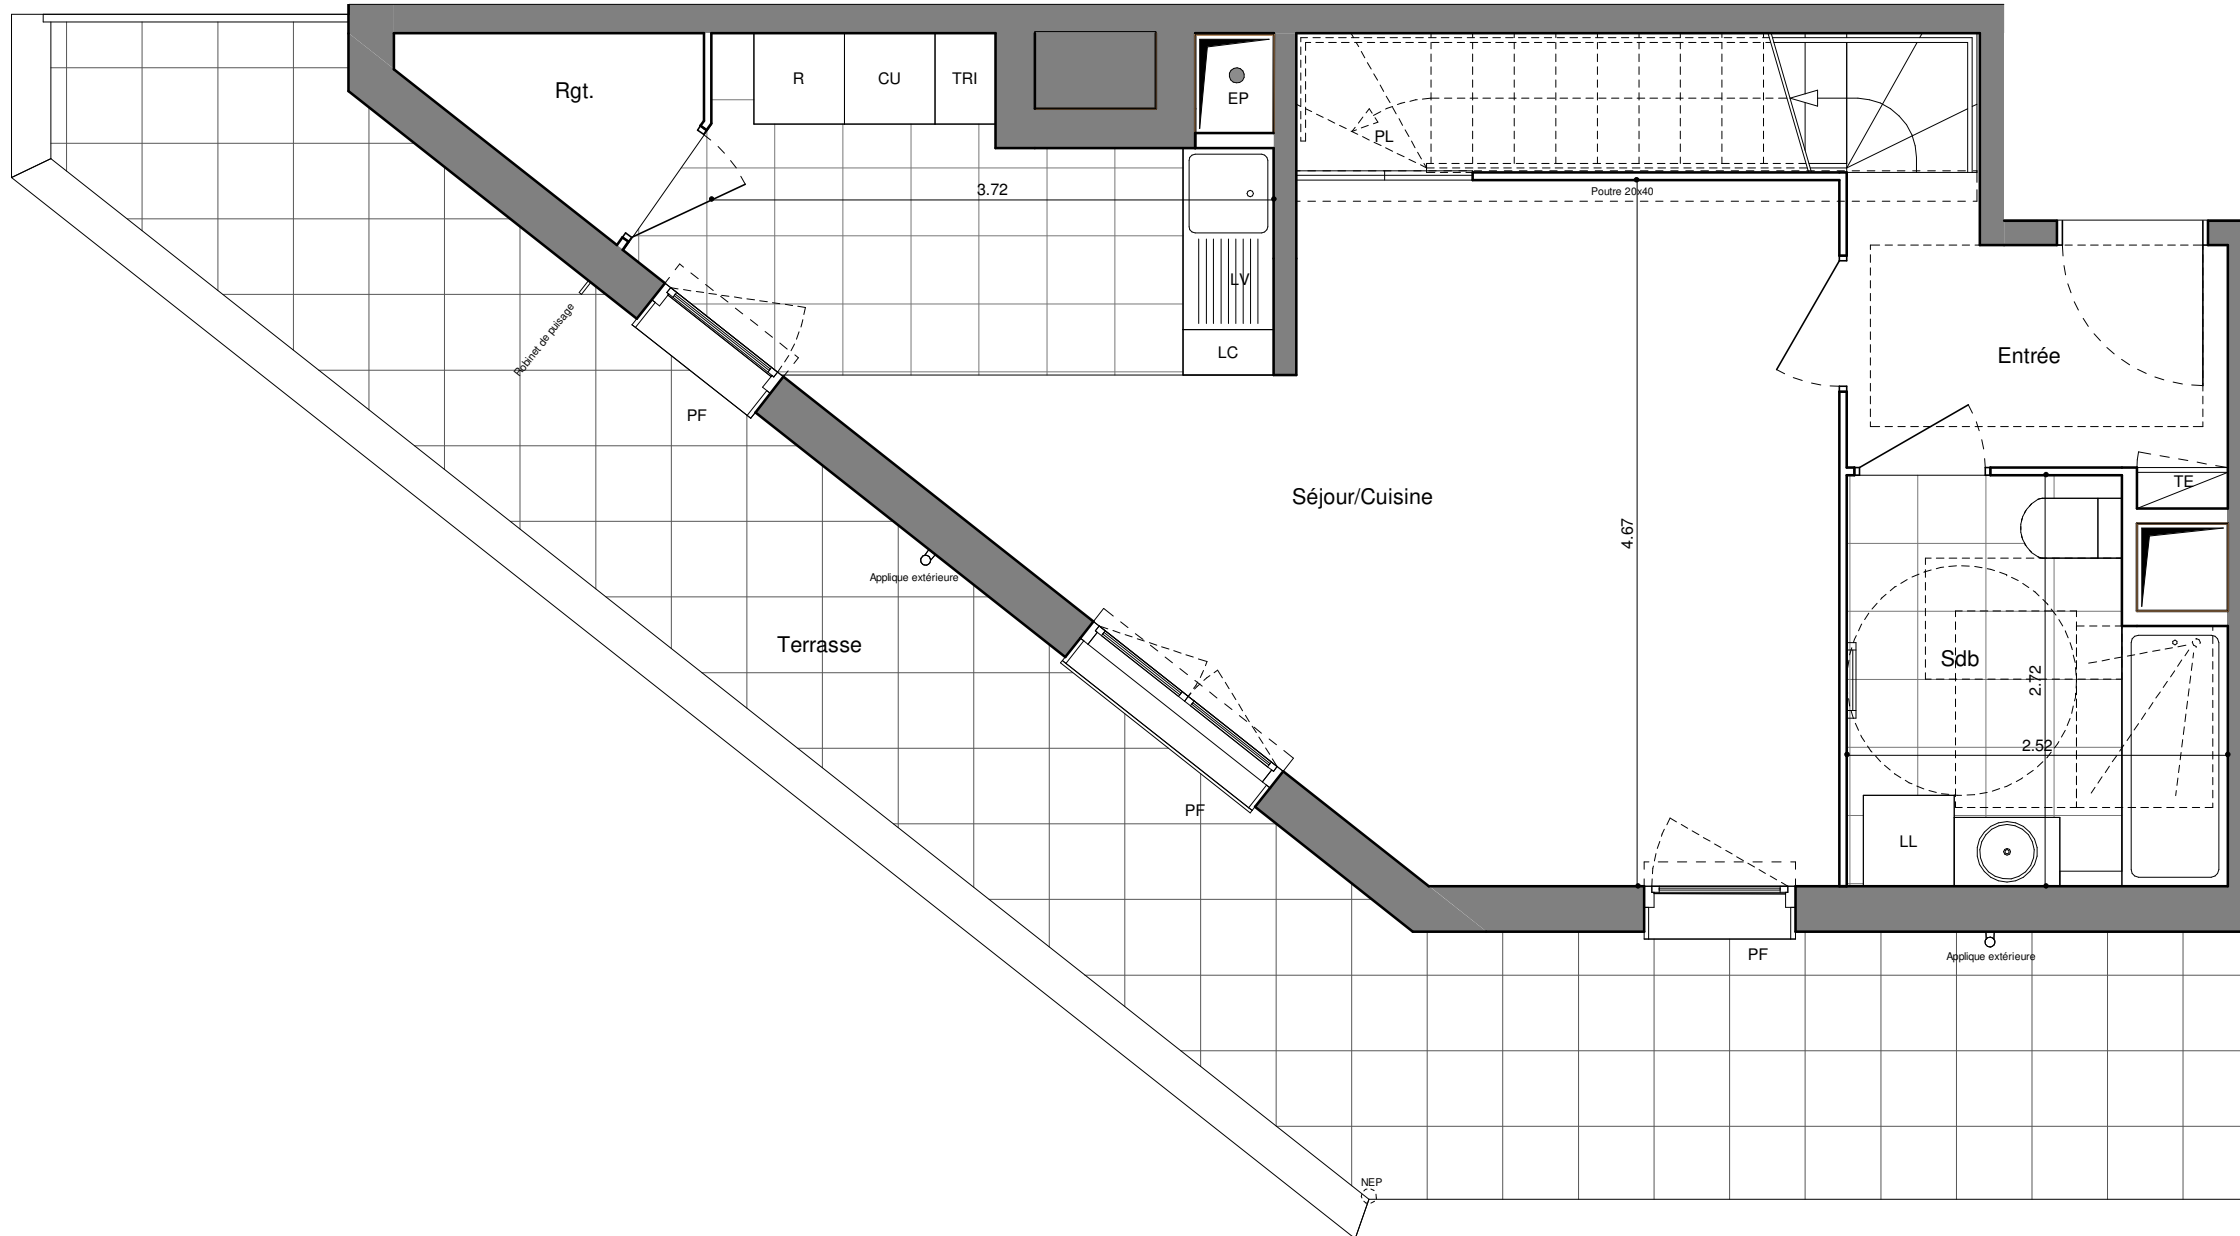 Rgt.
R
CU
TRI
EP
PL
3.72
Poutre 20x40
LV
Robinet de puisage
LC
Entrée
PF
TE
Séjour/Cuisine
4.67
Applique extérieure
Terrasse
Sdb
2.72
2.52
PF
LL
PF
Applique extérieure
NEP